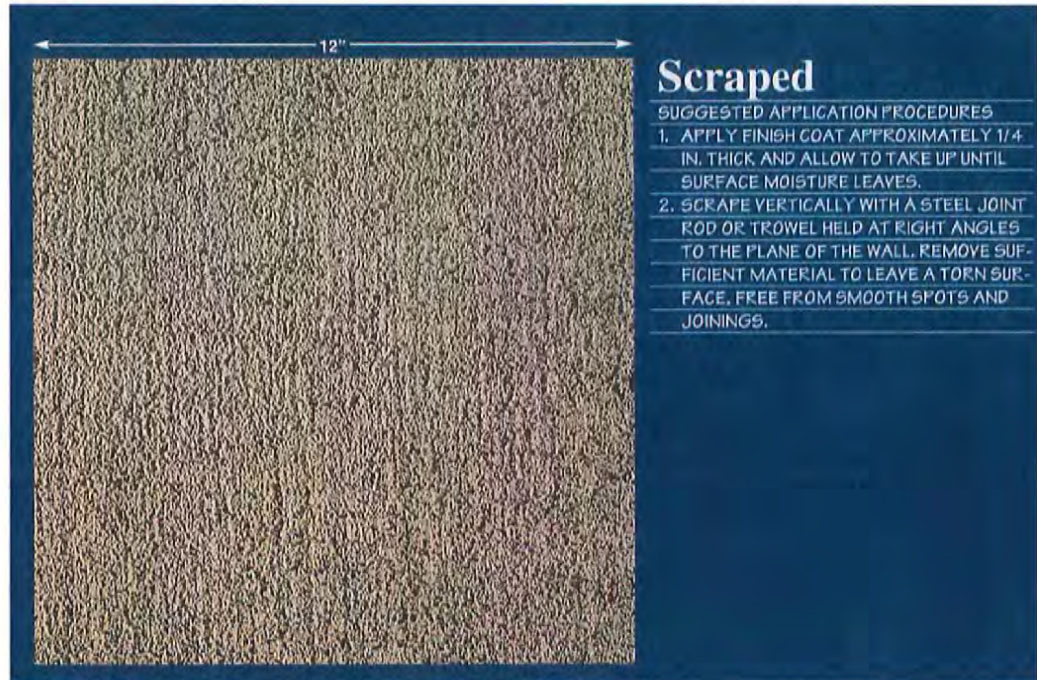 12"
Scraped
SUGGESTED APPLICATION PROCEDURES
1. APPLY FINISH COAT APPROXIMATELY 1/4
IN. THICK AND ALLOW TO TAKE UP UNTIL
SURFACE MOISTURE LEAVES.
2. SCRAPE VERTICALLY WITH A STEEL JOINT
ROD OR TROWEL HELD AT RIGHT ANGLES
TO THE PLANE OF THE WALL. REMOVE SUF-
FICIENT MATERIAL TO LEAVE A TORN SUR-
FACE, FREE FROM SMOOTH SPOTS AND
JOININGS.